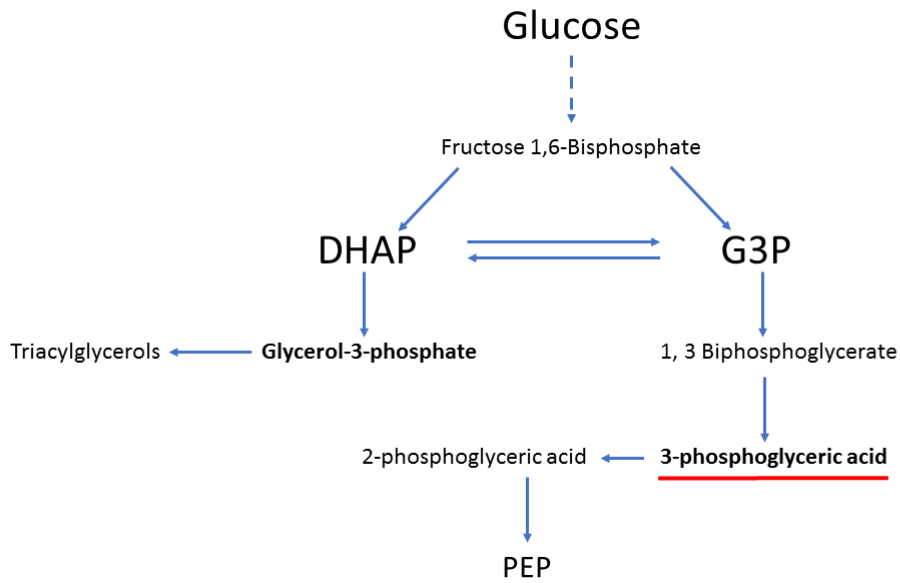 Glucose
Fructose 1,6-Bisphosphate
DHAP
G3P
Triacylglycerols
Glycerol-3-phosphate
1, 3 Biphosphoglycerate
2-phosphoglyceric acid
3-phosphoglyceric acid
PEP